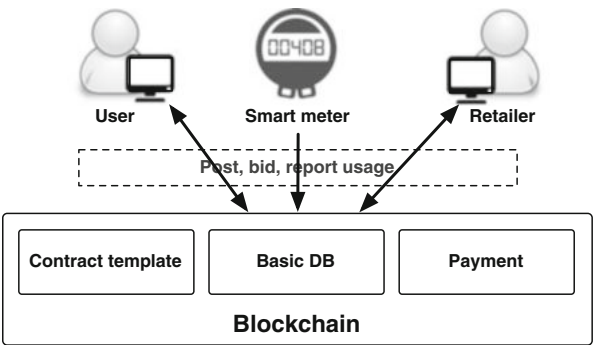 00408
User
Smart meter
Retailer
Post, bid, report usage
Contract template
Basic DB
Payment
Blockchain